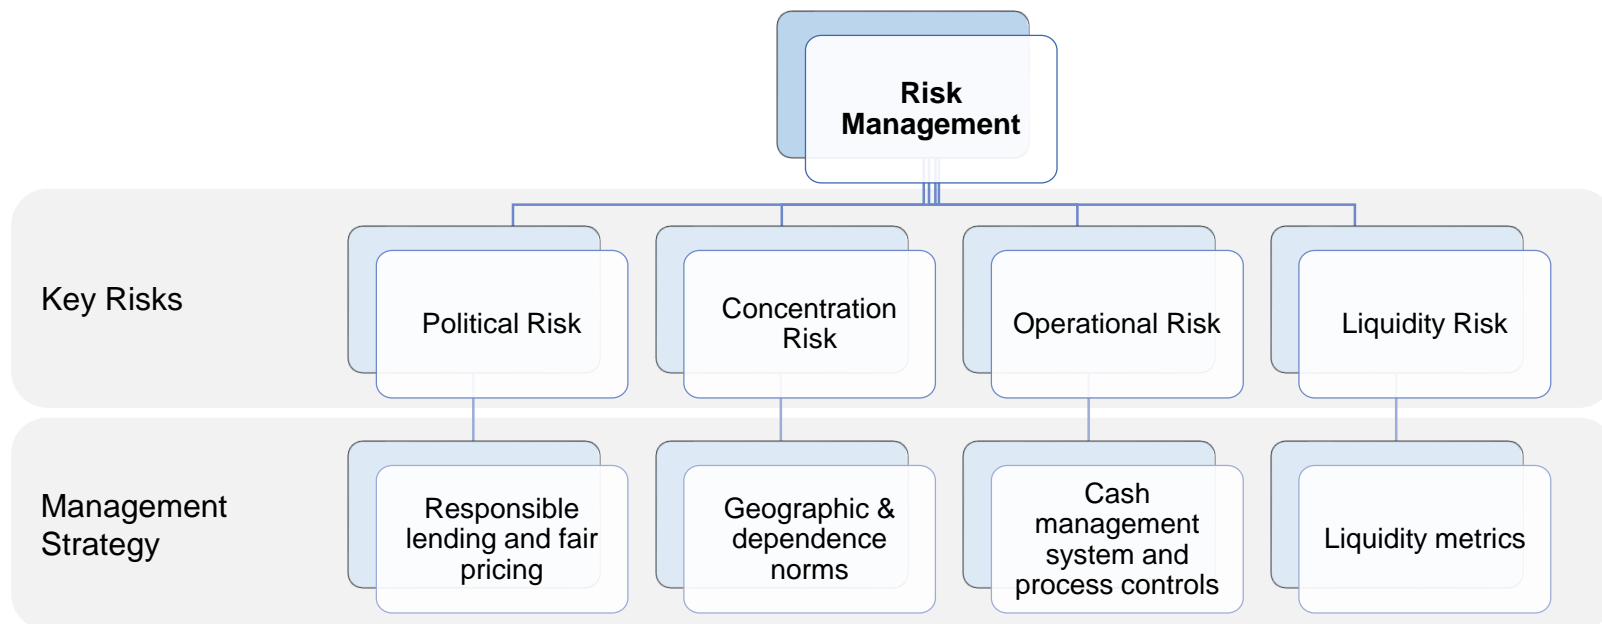 Risk
Management
Key Risks
Political Risk
Concentration
Risk
Operational Risk
Liquidity Risk
Management
Strategy
Responsible
lending and fair
pricing
Geographic &
dependence
norms
Cash
management
system and
process controls
Liquidity metrics